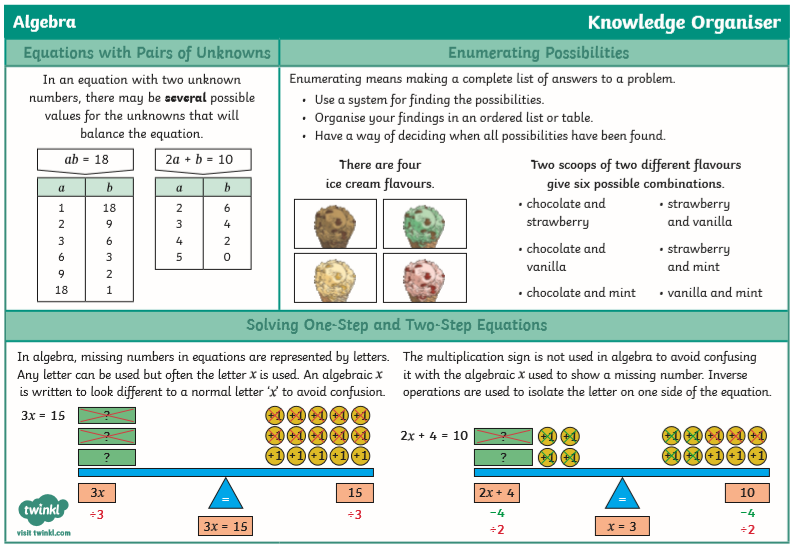 Algebra
Knowledge Organiser
Equations with Pairs of Unknowns
In an equation with two unknown
numbers, there may be several possible
values for the unknowns that will
balance the equation.
ab = 18
a b
1 18
2 9
3 6
6 3
9 2
18 1
2a + b = 10
a b
2 6
3 4
4 2
5 0
Enumerating Possibilities
Enumerating means making a complete list of answers to a problem.
• Use a system for finding the possibilities.
• Organise your findings in an ordered list or table.
• Have a way of deciding when all possibilities have been found.
There are four
ice cream flavours.
Two scoops of two different flavours
give six possible combinations.
• chocolate and
strawberry
• chocolate and
vanilla
• chocolate and mint
• strawberry
and vanilla
• strawberry
and mint
• vanilla and mint
Solving One-Step and Two-Step Equations
In algebra, missing numbers in equations are represented by letters.
Any letter can be used but often the letter x is used. An algebraic x
is written to look different to a normal letter ‘x’ to avoid confusion.
3x = 15
?
?
?
+1 +1 +1 +1 +1
+1 +1 +1 +1 +1
+1 +1 +1 +1 +1
3x
÷3
=
3x = 15
15
÷3
The multiplication sign is not used in algebra to avoid confusing
it with the algebraic x used to show a missing number. Inverse
operations are used to isolate the letter on one side of the equation.
2x + 4 = 10
? +1 +1
? +1 +1
+1 +1 +1 +1 +1
+1 +1 +1 +1 +1
2x + 4
−4
÷2
=
x = 3
10
−4
÷2
twinkl
visit twinkl.com